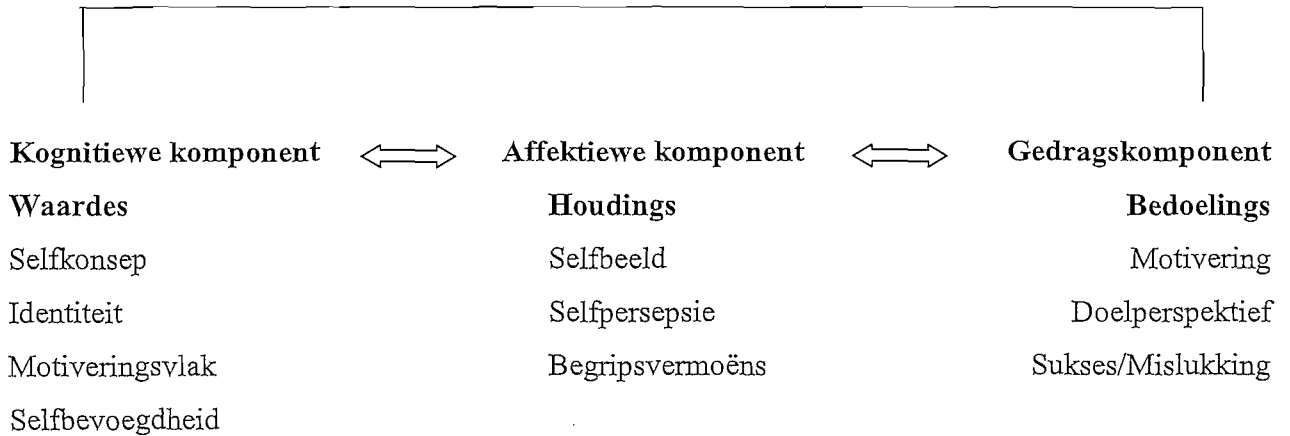 Kognitiewe komponent Affektiewe komponent Gedragskomponent
Waardes Houdings Bedoelings
Selfkonsep Selfbeeld Motivering
Identiteit Selfpersepsie Doelperspektief
Motiveringsvlak Begripsvermoëns Sukses/Mislukking
Selfbevoegdheid